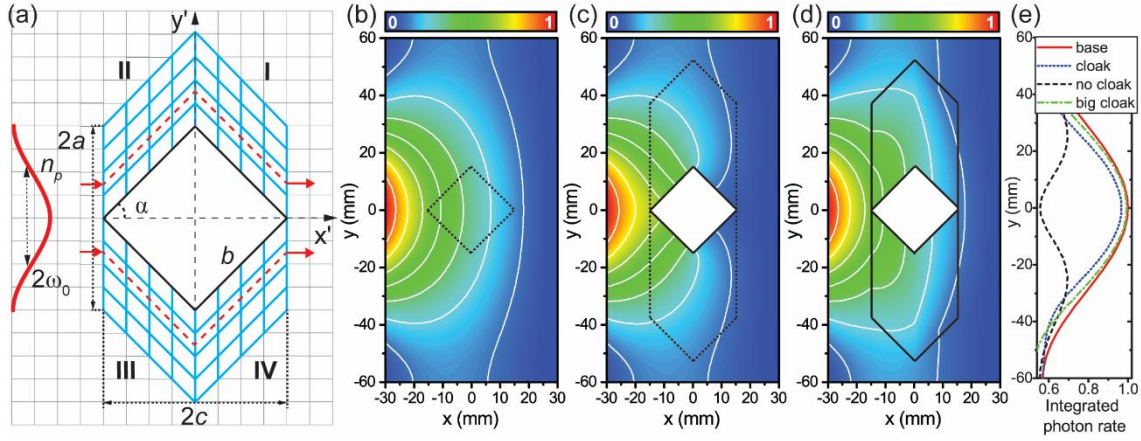 (a)
y'
II
I
2a
n_p
α
x'
b
2ω₀
III
IV
2c
(b)
0 1
60
40
20
0
-20
-40
-60
y (mm)
-30 -20 -10 0 10 20 30
x (mm)
(c)
0 1
60
40
20
0
-20
-40
-60
y (mm)
-30 -20 -10 0 10 20 30
x (mm)
(d)
0 1
60
40
20
0
-20
-40
-60
y (mm)
-30 -20 -10 0 10 20 30
x (mm)
(e)
base
cloak
no cloak
big cloak
40
20
0
-20
-40
-60
0.6 0.8 1.0
Integrated
photon rate